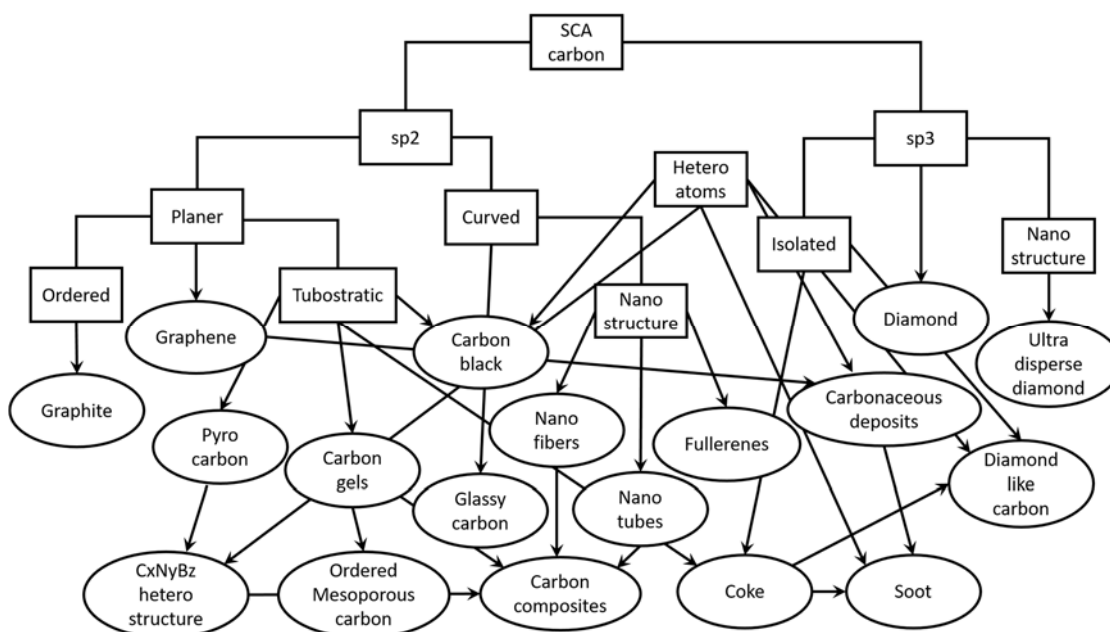 SCA
carbon
sp2
sp3
Hetero
atoms
Planer
Curved
Isolated
Nano
structure
Ordered
Tubostratic
Nano
structure
Graphene
Carbon
black
Diamond
Ultra
disperse
diamond
Graphite
Carbonaceous
deposits
Pyro
carbon
Nano
fibers
Fullerenes
Carbon
gels
Glassy
carbon
Nano
tubes
Diamond
like
carbon
CxNyBz
hetero
structure
Ordered
Mesoporous
carbon
Carbon
composites
Coke
Soot